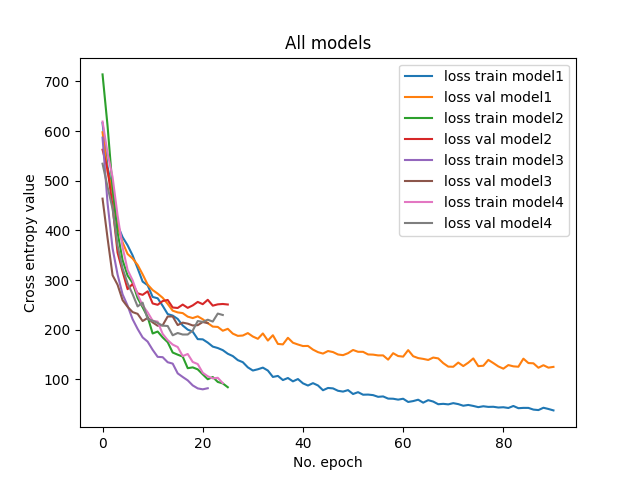 All models
700
600
500
400
300
200
100
Cross entropy value
0
20
40
60
80
No. epoch
loss train model1
loss val model1
loss train model2
loss val model2
loss train model3
loss val model3
loss train model4
loss val model4